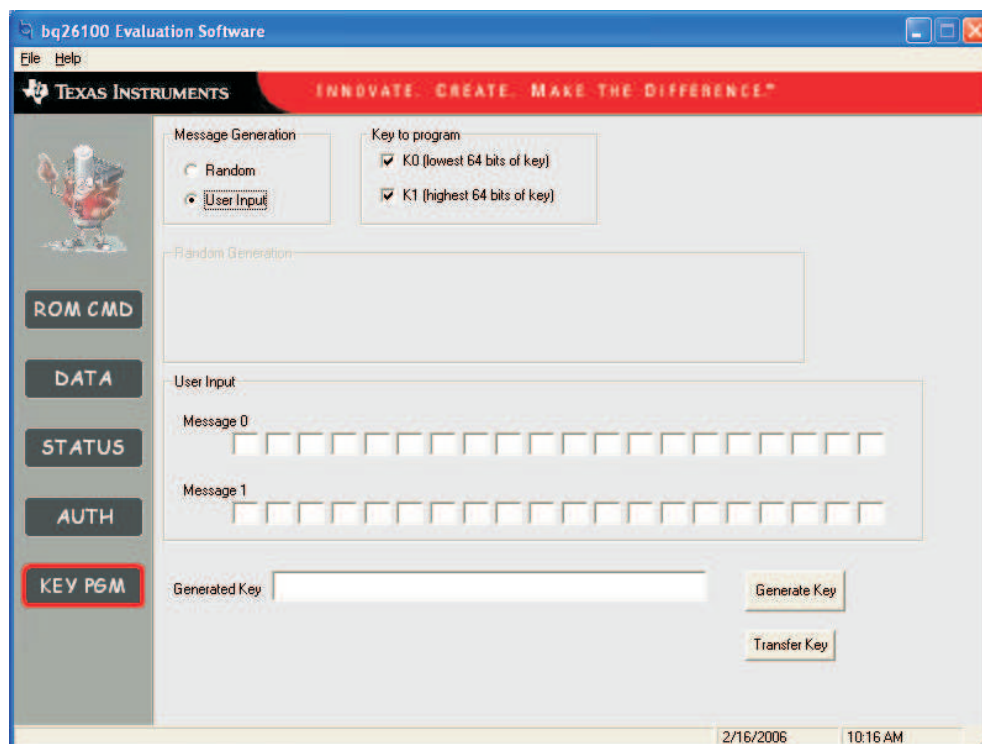 bq26100 Evaluation Software
File Help
TEXAS INSTRUMENTS
INNOVATE. CREATE. MAKE THE DIFFERENCE.™
Message Generation
Random
User Input
Key to program
K0 (lowest 64 bits of key)
K1 (highest 64 bits of key)
Random Generation
ROM CMD
DATA
STATUS
AUTH
KEY PGM
User Input
Message 0
Message 1
Generated Key
Generate Key
Transfer Key
2/16/2006 10:16 AM